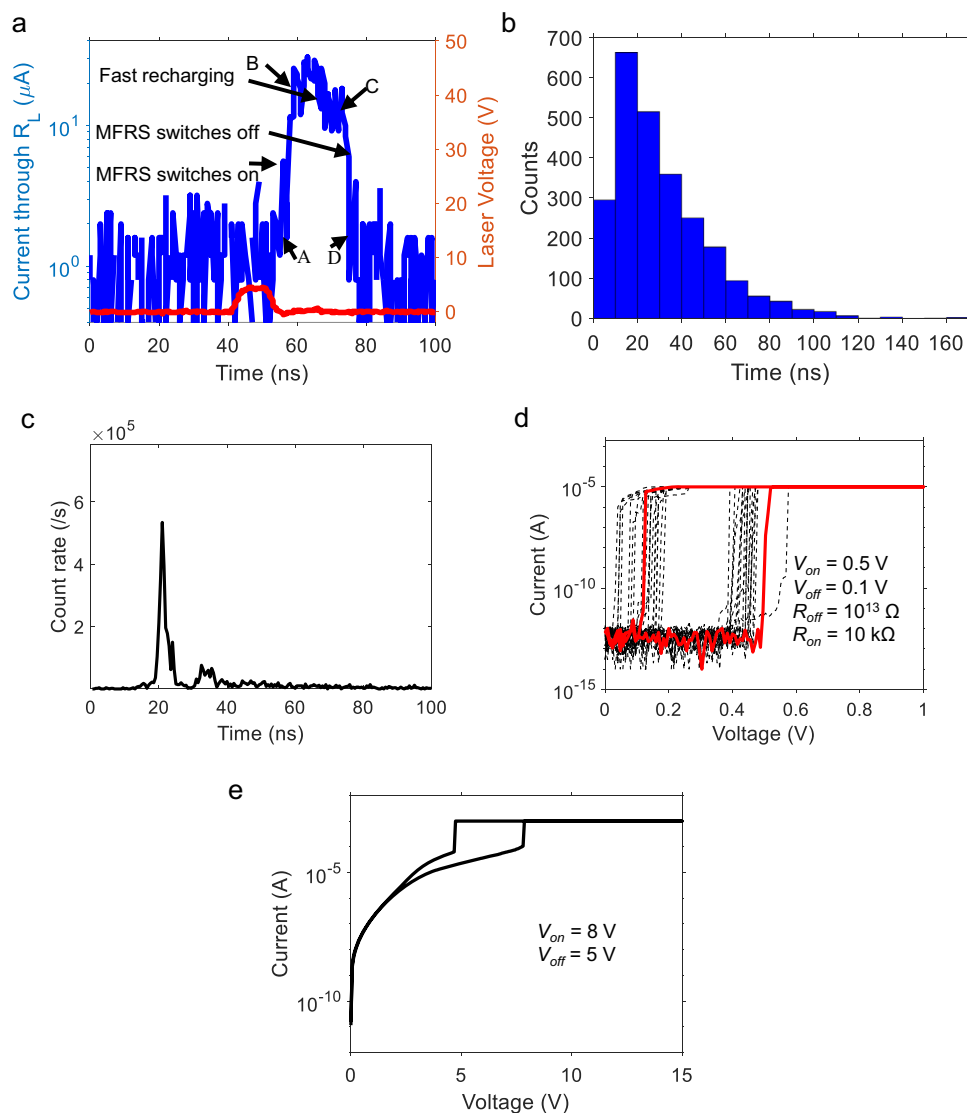 a
Current through R_L (μA)
10^1
10^0
Laser Voltage (V)
50
40
30
20
10
0
Fast recharging
B
C
MFRS switches off
MFRS switches on
A
D
0 20 40 60 80 100
Time (ns)
b
Counts
700
600
500
400
300
200
100
0
0 20 40 60 80 100 120 140 160
Time (ns)
c
×10^5
Count rate (/s)
6
4
2
0 20 40 60 80 100
Time (ns)
d
Current (A)
10^-5
10^-10
10^-15
V_on = 0.5 V
V_off = 0.1 V
R_off = 10^13 Ω
R_on = 10 kΩ
0 0.2 0.4 0.6 0.8 1
Voltage (V)
e
Current (A)
10^-5
10^-10
V_on = 8 V
V_off = 5 V
0 5 10 15
Voltage (V)